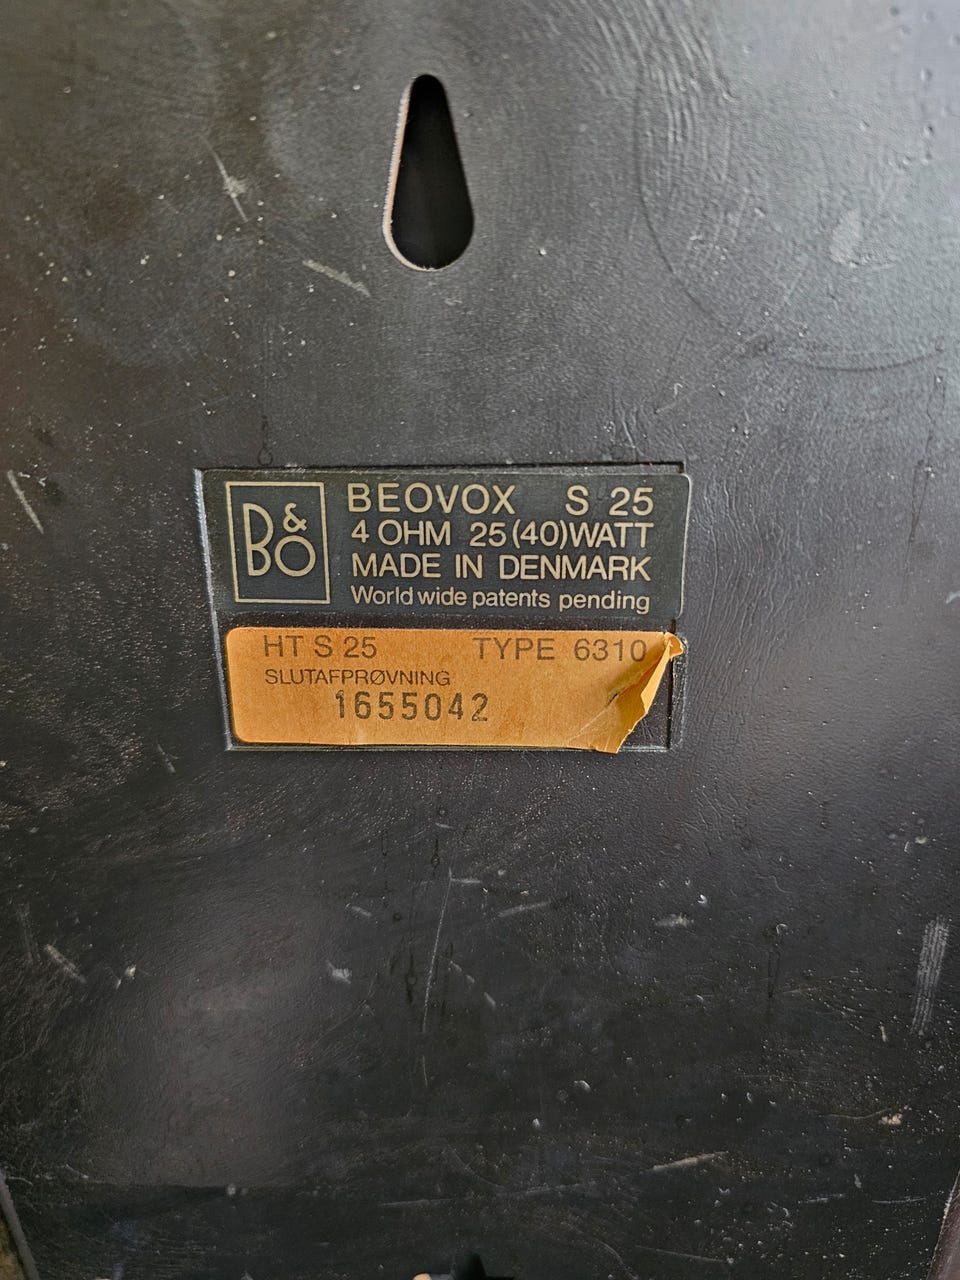 B&O
BEOVOX S 25
4 OHM 25 (40) WATT
MADE IN DENMARK
World wide patents pending
HT S 25 TYPE 6310
SLUTAFPRØVNING
1655042